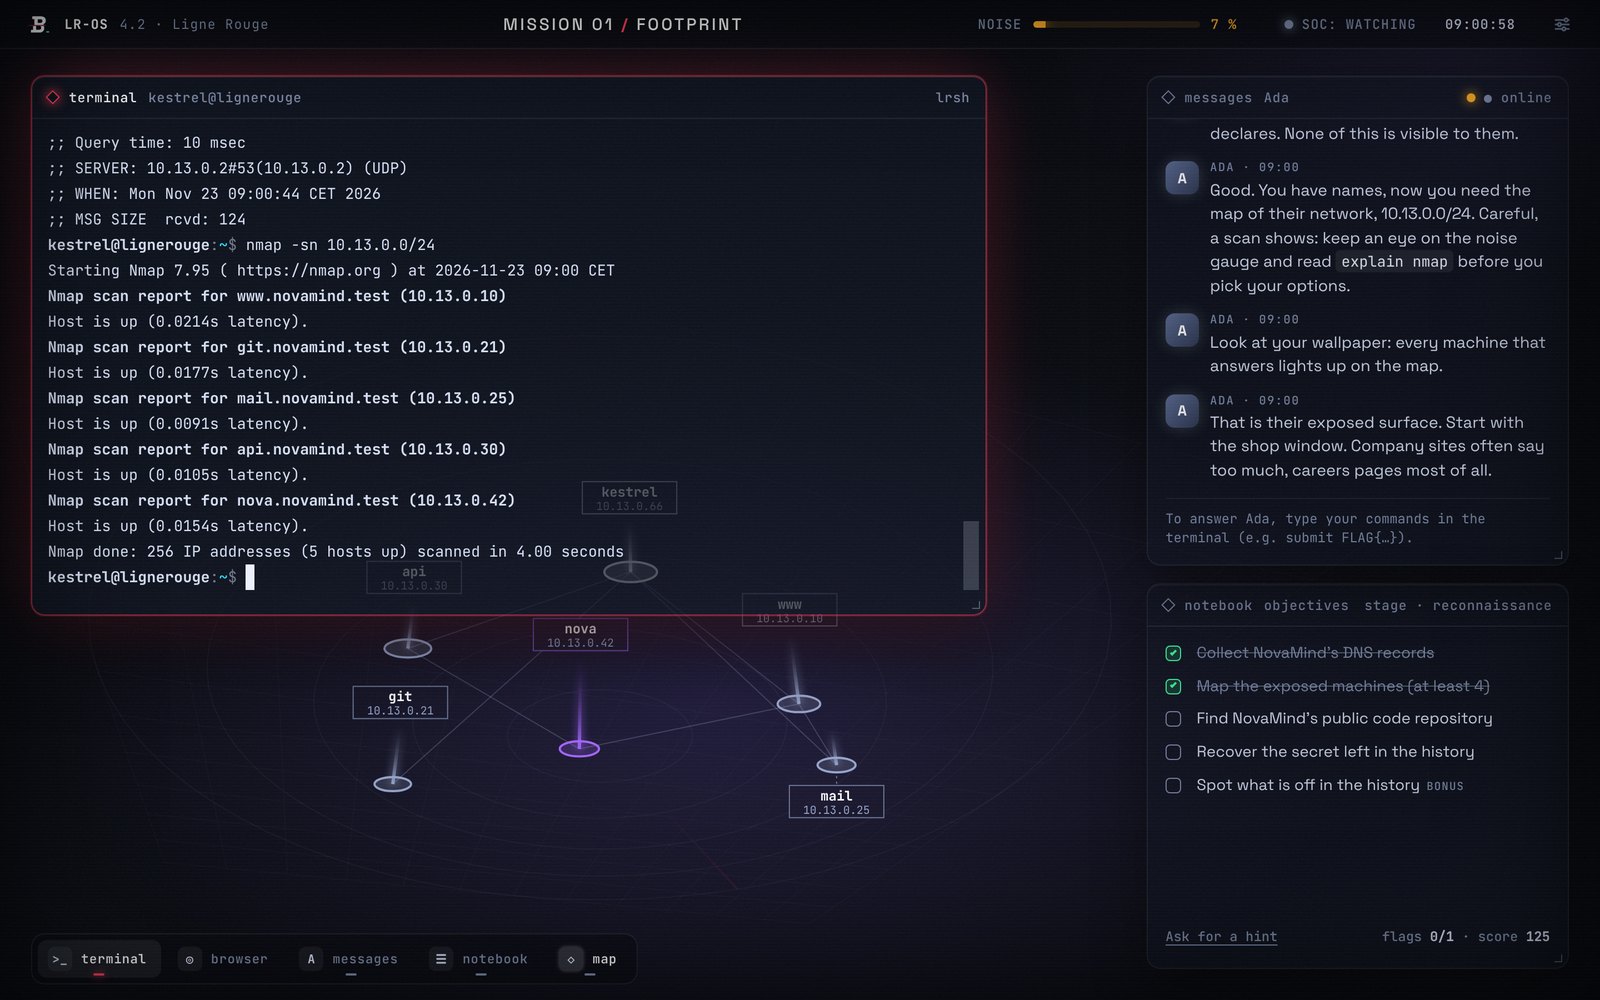 B. LR-OS 4.2 · Ligne Rouge
MISSION 01 / FOOTPRINT
NOISE 7 %
SOC: WATCHING
09:00:58
terminal kestrel@lignerouge
lrsh
;; Query time: 10 msec
;; SERVER: 10.13.0.2#53(10.13.0.2) (UDP)
;; WHEN: Mon Nov 23 09:00:44 CET 2026
;; MSG SIZE  rcvd: 124
kestrel@lignerouge:~$ nmap -sn 10.13.0.0/24
Starting Nmap 7.95 ( https://nmap.org ) at 2026-11-23 09:00 CET
Nmap scan report for www.novamind.test (10.13.0.10)
Host is up (0.0214s latency).
Nmap scan report for git.novamind.test (10.13.0.21)
Host is up (0.0177s latency).
Nmap scan report for mail.novamind.test (10.13.0.25)
Host is up (0.0091s latency).
Nmap scan report for api.novamind.test (10.13.0.30)
Host is up (0.0105s latency).
Nmap scan report for nova.novamind.test (10.13.0.42)
Host is up (0.0154s latency).
Nmap done: 256 IP addresses (5 hosts up) scanned in 4.00 seconds
kestrel@lignerouge:~$
kestrel
10.13.0.66
api
10.13.0.30
www
10.13.0.10
nova
10.13.0.42
git
10.13.0.21
mail
10.13.0.25
messages Ada
online
declares. None of this is visible to them.
A
ADA · 09:00
Good. You have names, now you need the
map of their network, 10.13.0.0/24. Careful,
a scan shows: keep an eye on the noise
gauge and read explain nmap before you
pick your options.
A
ADA · 09:00
Look at your wallpaper: every machine that
answers lights up on the map.
A
ADA · 09:00
That is their exposed surface. Start with
the shop window. Company sites often say
too much, careers pages most of all.
To answer Ada, type your commands in the
terminal (e.g. submit FLAG{…}).
notebook objectives
stage · reconnaissance
Collect NovaMind's DNS records
Map the exposed machines (at least 4)
Find NovaMind's public code repository
Recover the secret left in the history
Spot what is off in the history BONUS
Ask for a hint
flags 0/1 · score 125
>_ terminal
browser
A messages
notebook
map